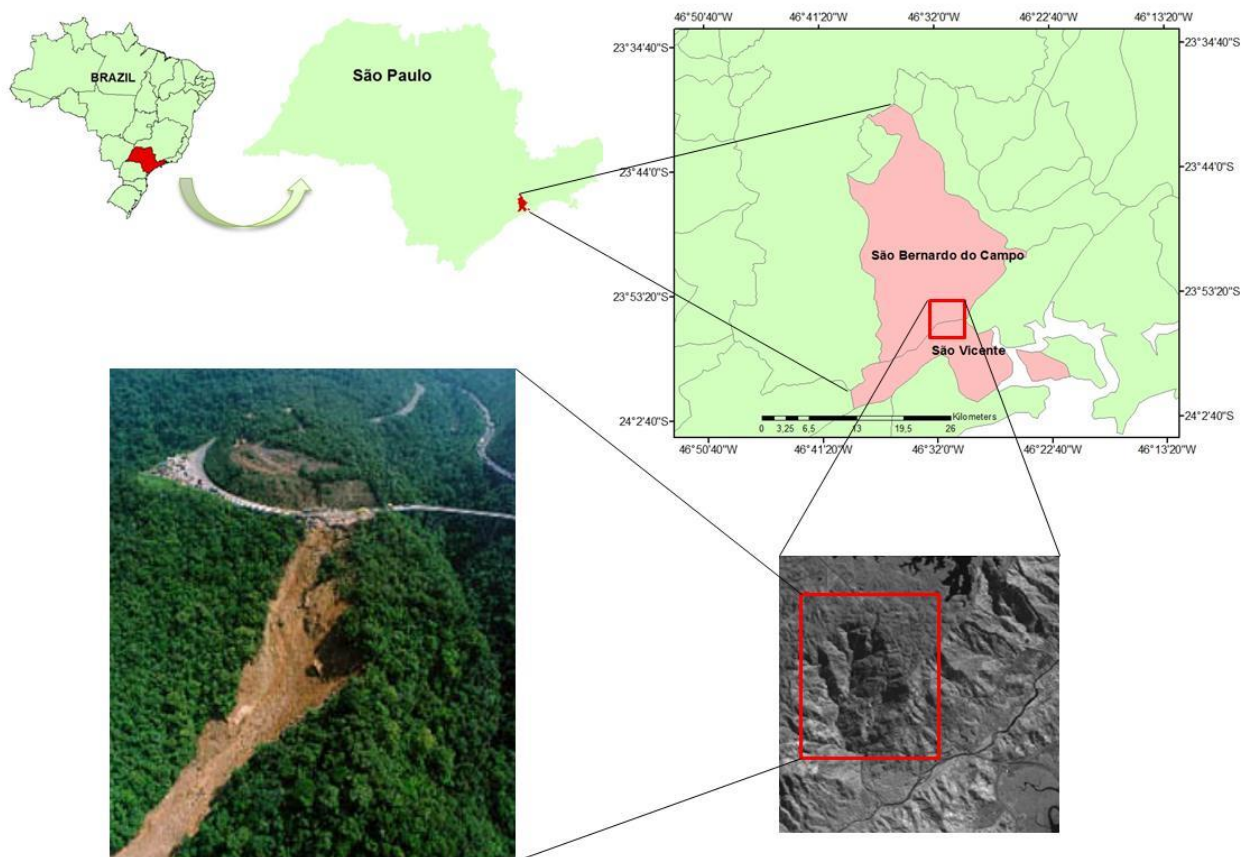 BRAZIL
São Paulo
46°50'40"W 46°41'20"W 46°32'0"W 46°22'40"W 46°13'20"W
23°34'40"S 23°34'40"S
23°44'0"S 23°44'0"S
São Bernardo do Campo
23°53'20"S 23°53'20"S
São Vicente
Kilometers
0 3,25 6,5 13 19,5 26
24°2'40"S 24°2'40"S
46°50'40"W 46°41'20"W 46°32'0"W 46°22'40"W 46°13'20"W